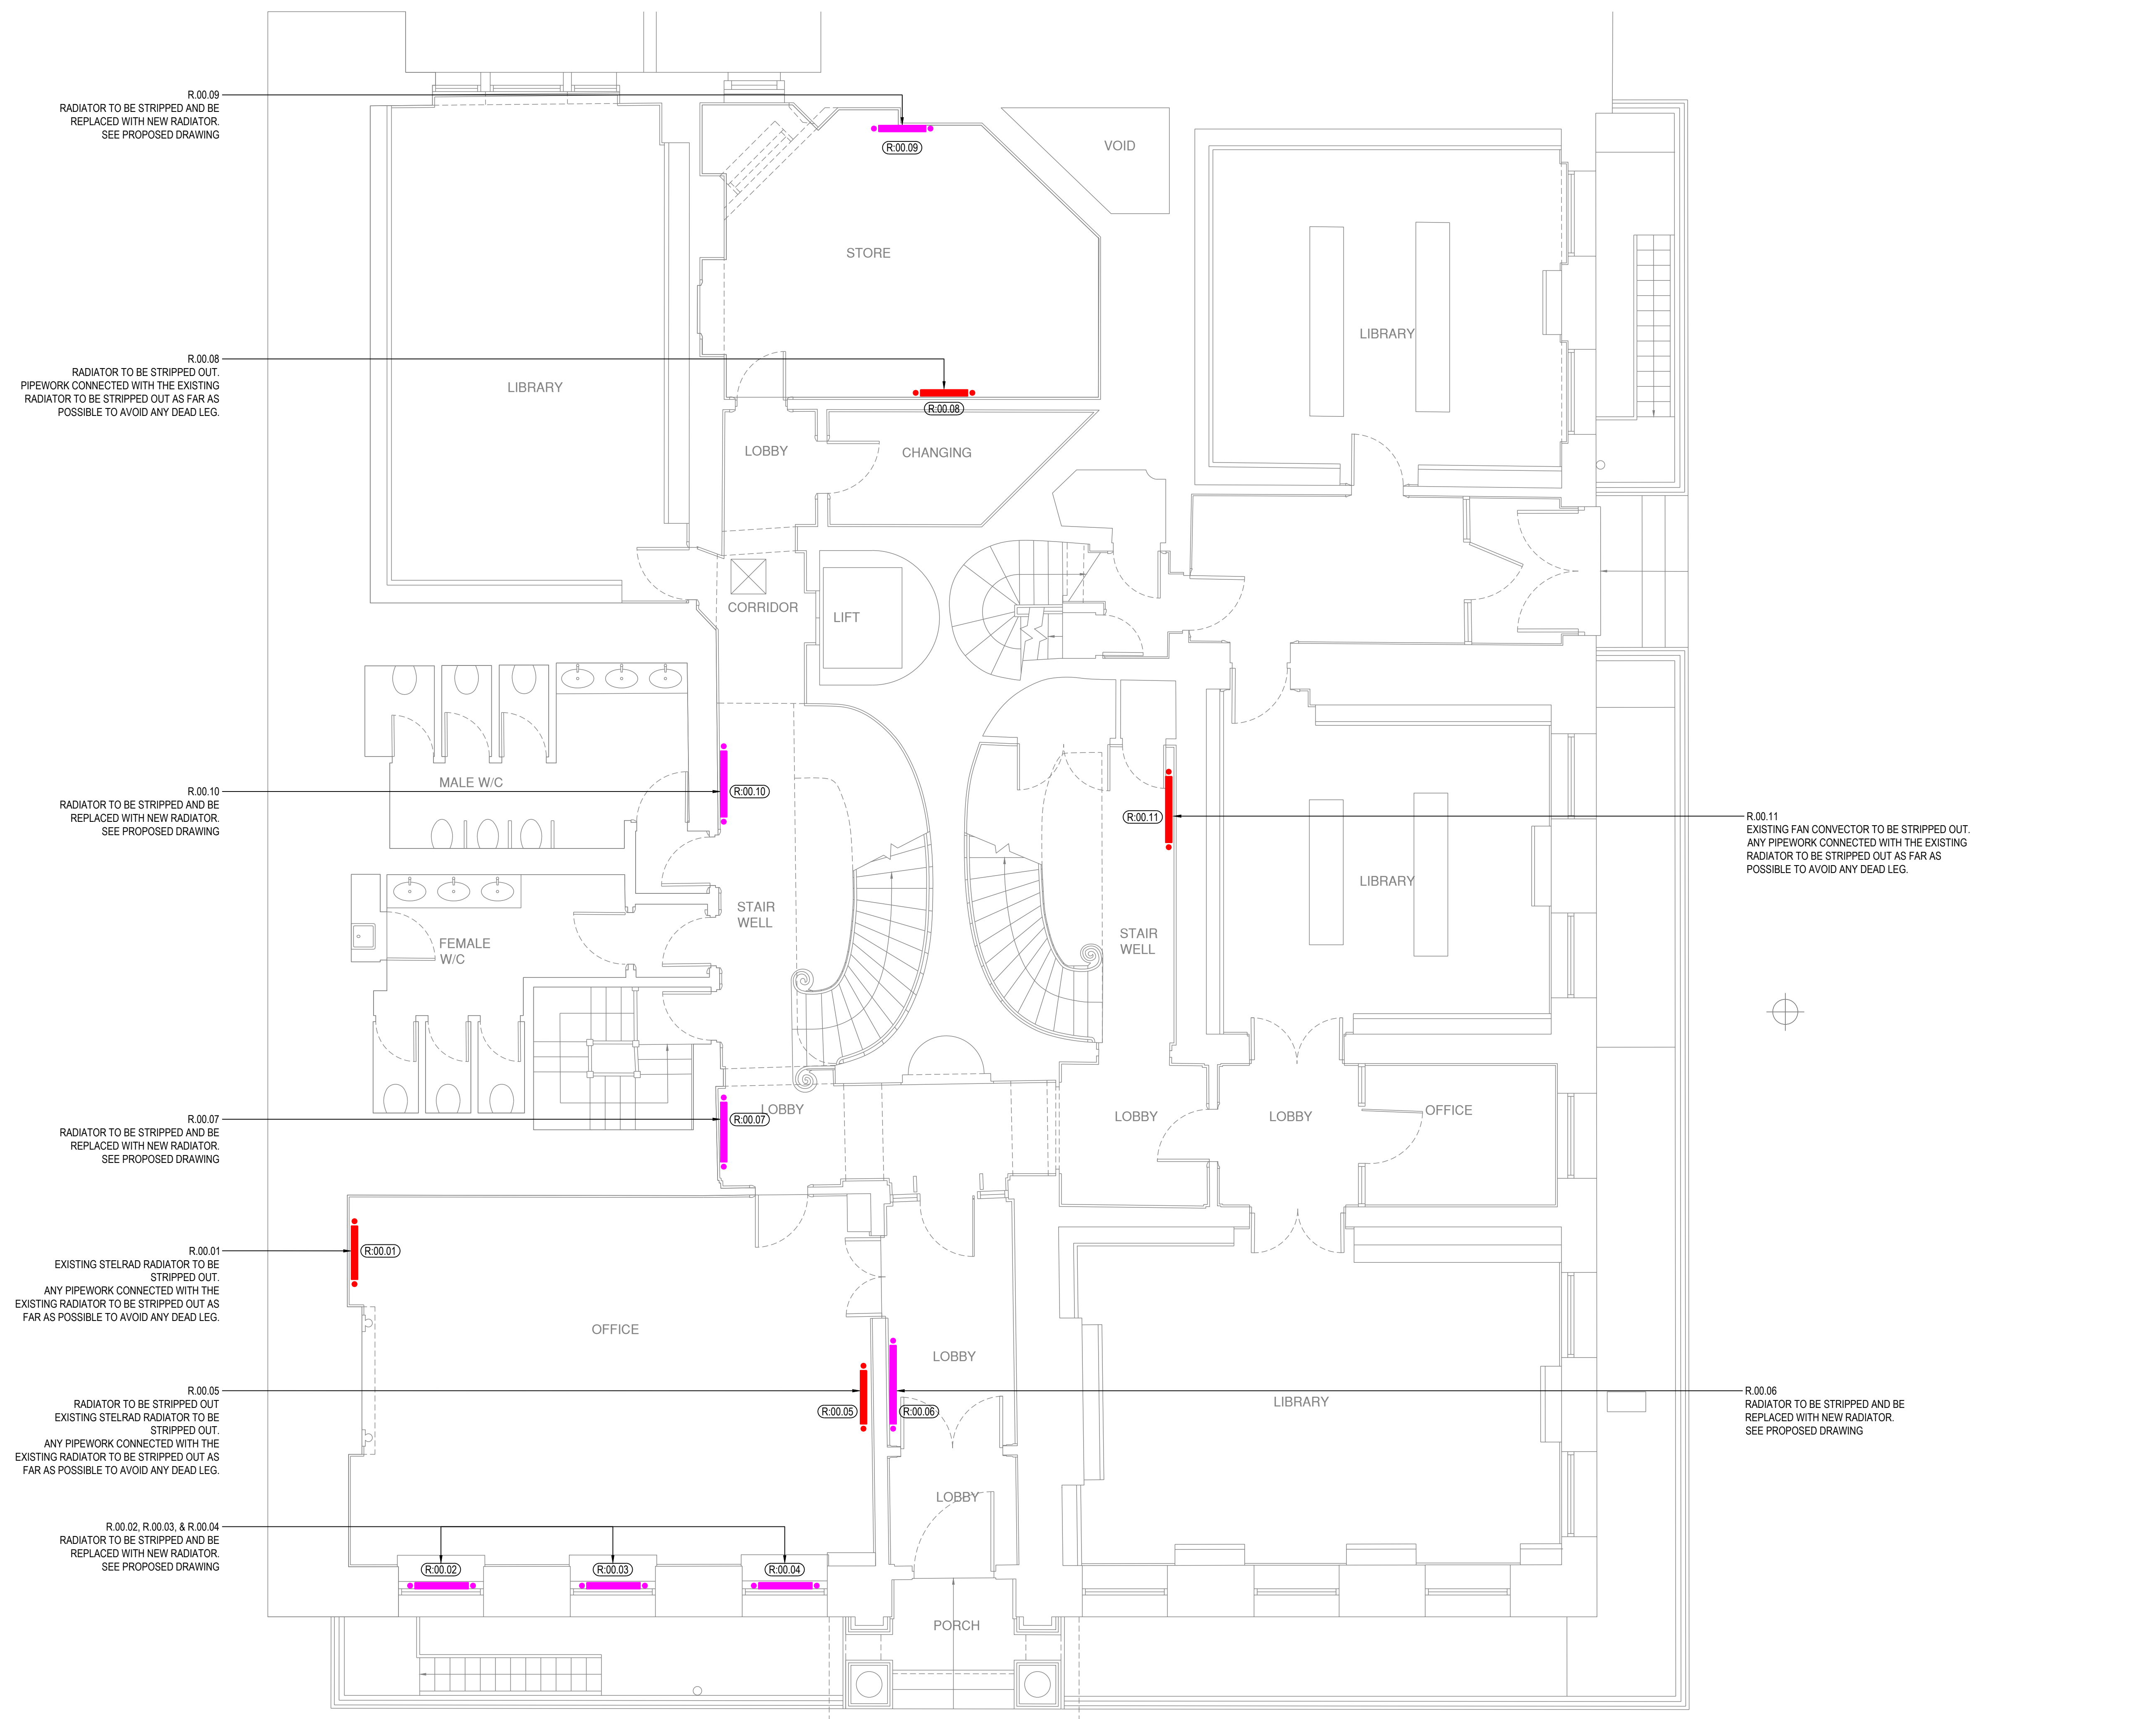 R.00.09
RADIATOR TO BE STRIPPED AND BE
REPLACED WITH NEW RADIATOR.
SEE PROPOSED DRAWING
R:00.09
VOID
STORE
LIBRARY
R.00.08
RADIATOR TO BE STRIPPED OUT.
PIPEWORK CONNECTED WITH THE EXISTING
RADIATOR TO BE STRIPPED OUT AS FAR AS
POSSIBLE TO AVOID ANY DEAD LEG.
LIBRARY
R:00.08
LOBBY
CHANGING
CORRIDOR
LIFT
MALE W/C
R.00.10
RADIATOR TO BE STRIPPED AND BE
REPLACED WITH NEW RADIATOR.
SEE PROPOSED DRAWING
R:00.10
R:00.11
R.00.11
EXISTING FAN CONVECTOR TO BE STRIPPED OUT.
ANY PIPEWORK CONNECTED WITH THE EXISTING
RADIATOR TO BE STRIPPED OUT AS FAR AS
POSSIBLE TO AVOID ANY DEAD LEG.
LIBRARY
STAIR
WELL
STAIR
WELL
FEMALE
W/C
R.00.07
RADIATOR TO BE STRIPPED AND BE
REPLACED WITH NEW RADIATOR.
SEE PROPOSED DRAWING
LOBBY
R:00.07
LOBBY
LOBBY
OFFICE
R.00.01
EXISTING STELRAD RADIATOR TO BE
STRIPPED OUT.
ANY PIPEWORK CONNECTED WITH THE
EXISTING RADIATOR TO BE STRIPPED OUT AS
FAR AS POSSIBLE TO AVOID ANY DEAD LEG.
R:00.01
OFFICE
LOBBY
R.00.05
RADIATOR TO BE STRIPPED OUT
EXISTING STELRAD RADIATOR TO BE
STRIPPED OUT.
ANY PIPEWORK CONNECTED WITH THE
EXISTING RADIATOR TO BE STRIPPED OUT AS
FAR AS POSSIBLE TO AVOID ANY DEAD LEG.
R:00.05
R:00.06
LIBRARY
R.00.06
RADIATOR TO BE STRIPPED AND BE
REPLACED WITH NEW RADIATOR.
SEE PROPOSED DRAWING
LOBBY
R.00.02, R.00.03, & R.00.04
RADIATOR TO BE STRIPPED AND BE
REPLACED WITH NEW RADIATOR.
SEE PROPOSED DRAWING
R:00.02
R:00.03
R:00.04
PORCH